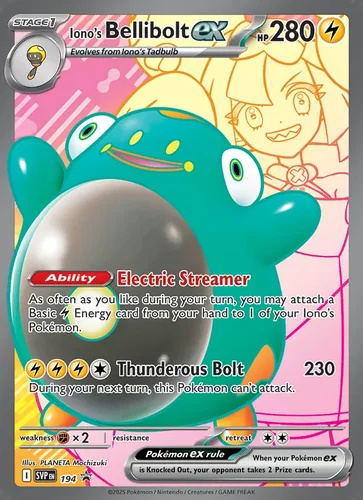 STAGE 1
Iono's Bellibolt ex HP 280
Evolves from Iono's Tadbulb
Ability Electric Streamer
As often as you like during your turn, you may attach a
Basic Energy card from your hand to 1 of your Iono's
Pokémon.
Thunderous Bolt 230
During your next turn, this Pokémon can't attack.
weakness ×2 resistance retreat
Illus. PLANETA Mochizuki
Pokémon ex rule
When your Pokémon ex
is Knocked Out, your opponent takes 2 Prize cards.
I SVP EN 194
©2025 Pokémon / Nintendo / Creatures / GAME FREAK